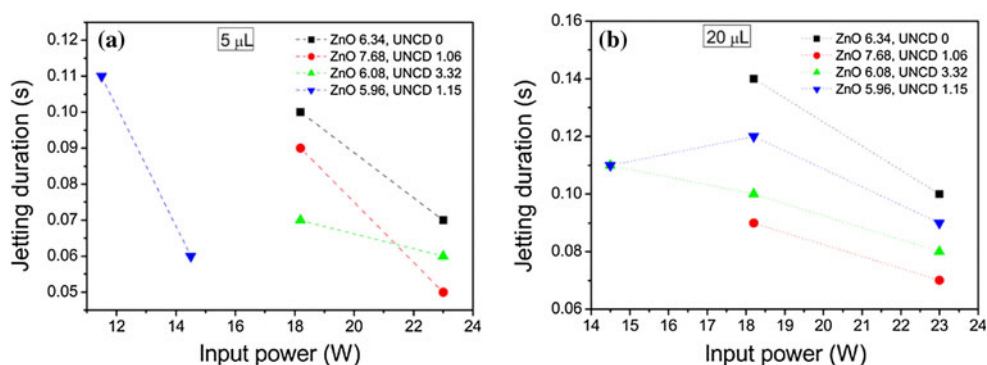 (a)
5 μL
ZnO 6.34, UNCD 0
ZnO 7.68, UNCD 1.06
ZnO 6.08, UNCD 3.32
ZnO 5.96, UNCD 1.15
Jetting duration (s)
0.12
0.11
0.10
0.09
0.08
0.07
0.06
0.05
12 14 16 18 20 22 24
Input power (W)
(b)
20 μL
ZnO 6.34, UNCD 0
ZnO 7.68, UNCD 1.06
ZnO 6.08, UNCD 3.32
ZnO 5.96, UNCD 1.15
Jetting duration (s)
0.16
0.14
0.12
0.10
0.08
0.06
14 15 16 17 18 19 20 21 22 23 24
Input power (W)